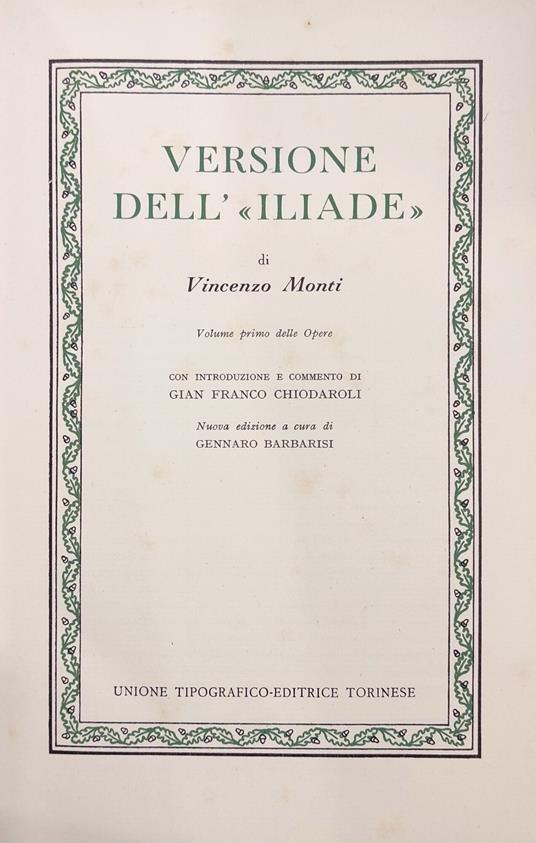 VERSIONE
DELL' «ILIADE»
di
Vincenzo Monti
Volume primo delle Opere
CON INTRODUZIONE E COMMENTO DI
GIAN FRANCO CHIODAROLI
Nuova edizione a cura di
GENNARO BARBARISI
UNIONE TIPOGRAFICO-EDITRICE TORINESE